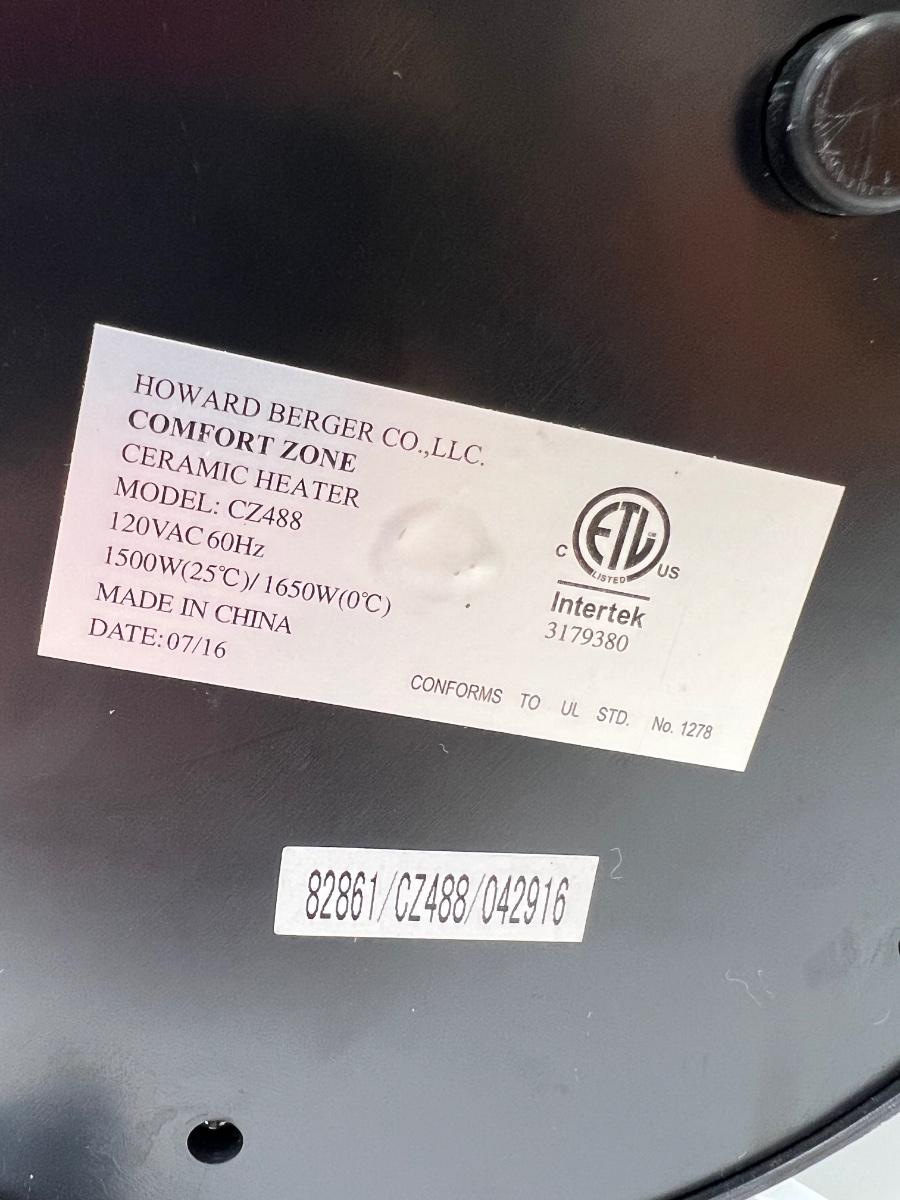 HOWARD BERGER CO.,LLC.
COMFORT ZONE
CERAMIC HEATER
MODEL: CZ488
120VAC 60Hz
1500W(25℃)/ 1650W(0℃)
MADE IN CHINA
DATE: 07/16
ETL
C LISTED US
Intertek
3179380
CONFORMS TO UL STD. No. 1278
82861/CZ488/042916